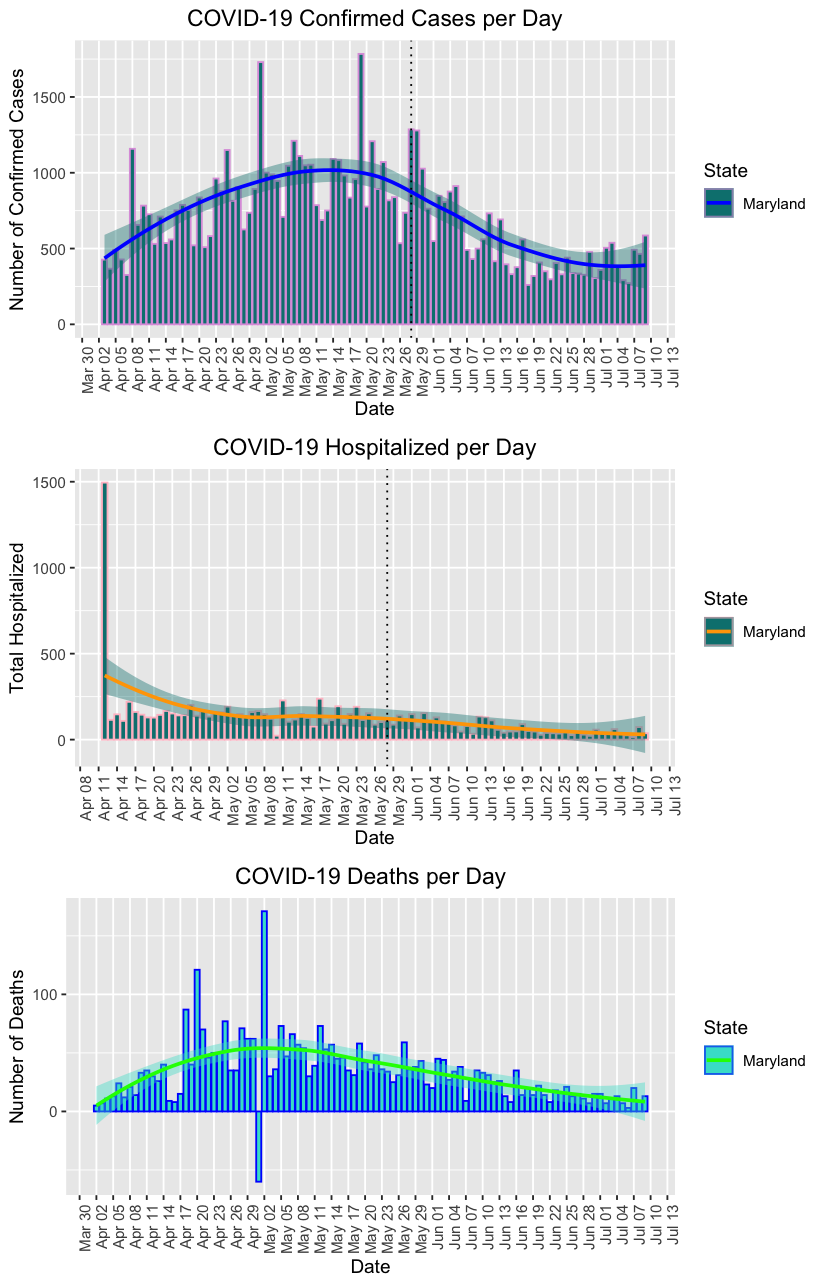 COVID-19 Confirmed Cases per Day
Number of Confirmed Cases
1500
1000
500
0
Mar 30
Apr 02
Apr 05
Apr 08
Apr 11
Apr 14
Apr 17
Apr 20
Apr 23
Apr 26
Apr 29
May 02
May 05
May 08
May 11
May 14
May 17
May 20
May 23
May 26
May 29
Jun 01
Jun 04
Jun 07
Jun 10
Jun 13
Jun 16
Jun 19
Jun 22
Jun 25
Jun 28
Jul 01
Jul 04
Jul 07
Jul 10
Jul 13
Date
State
Maryland
COVID-19 Hospitalized per Day
Total Hospitalized
1500
1000
500
0
Apr 08
Apr 11
Apr 14
Apr 17
Apr 20
Apr 23
Apr 26
Apr 29
May 02
May 05
May 08
May 11
May 14
May 17
May 20
May 23
May 26
May 29
Jun 01
Jun 04
Jun 07
Jun 10
Jun 13
Jun 16
Jun 19
Jun 22
Jun 25
Jun 28
Jul 01
Jul 04
Jul 07
Jul 10
Jul 13
Date
State
Maryland
COVID-19 Deaths per Day
Number of Deaths
100
0
Mar 30
Apr 02
Apr 05
Apr 08
Apr 11
Apr 14
Apr 17
Apr 20
Apr 23
Apr 26
Apr 29
May 02
May 05
May 08
May 11
May 14
May 17
May 20
May 23
May 26
May 29
Jun 01
Jun 04
Jun 07
Jun 10
Jun 13
Jun 16
Jun 19
Jun 22
Jun 25
Jun 28
Jul 01
Jul 04
Jul 07
Jul 10
Jul 13
Date
State
Maryland